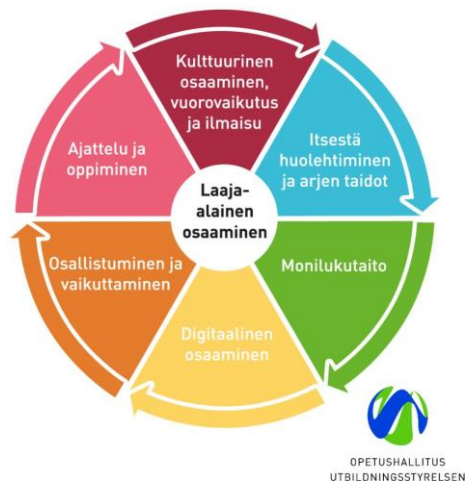 Kulttuurinen
osaaminen,
vuorovaikutus
ja ilmaisu
Itsestä
huolehtiminen
ja arjen taidot
Monilukutaito
Digitaalinen
osaaminen
Osallistuminen ja
vaikuttaminen
Ajattelu ja
oppiminen
Laaja-
alainen
osaaminen
OPETUSHALLITUS
UTBILDNINGSSTYRELSEN